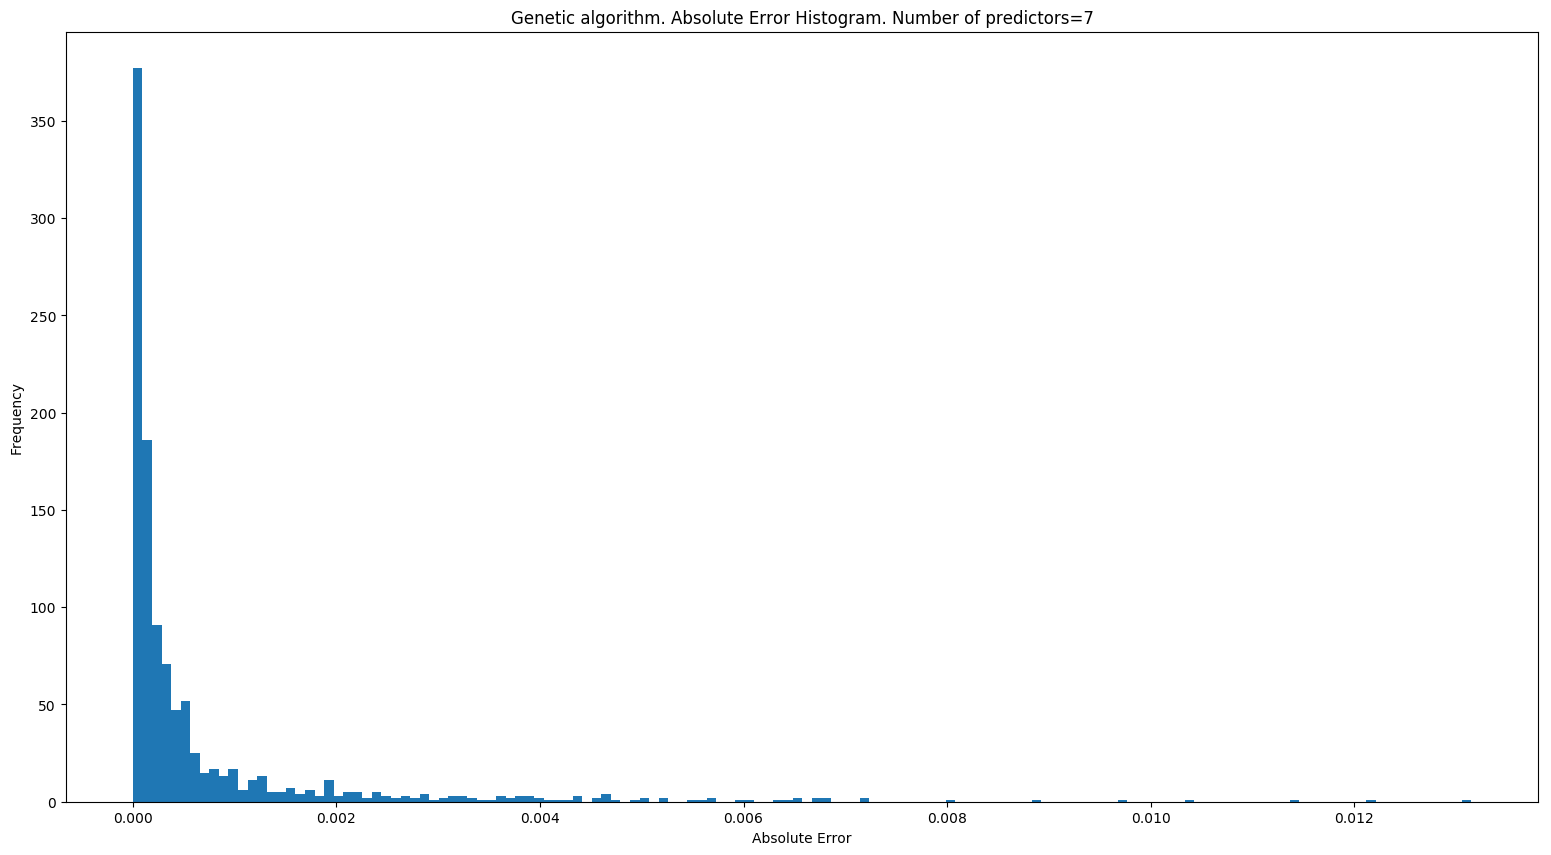 Genetic algorithm. Absolute Error Histogram. Number of predictors=7
350
300
250
200
150
100
50
0
Frequency
0.000 0.002 0.004 0.006 0.008 0.010 0.012
Absolute Error